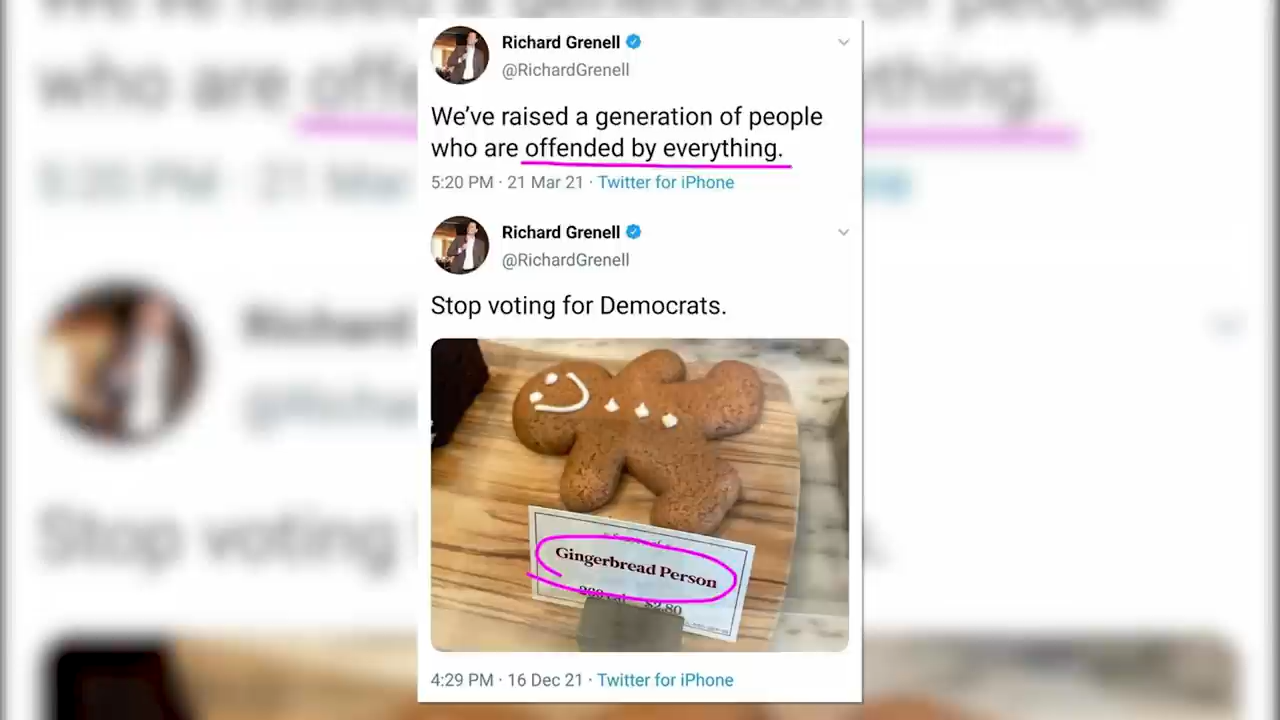 Richard Grenell
@RichardGrenell
We've raised a generation of people
who are offended by everything.
5:20 PM · 21 Mar 21 · Twitter for iPhone
Richard Grenell
@RichardGrenell
Stop voting for Democrats.
Gingerbread Person
$2.80
4:29 PM · 16 Dec 21 · Twitter for iPhone